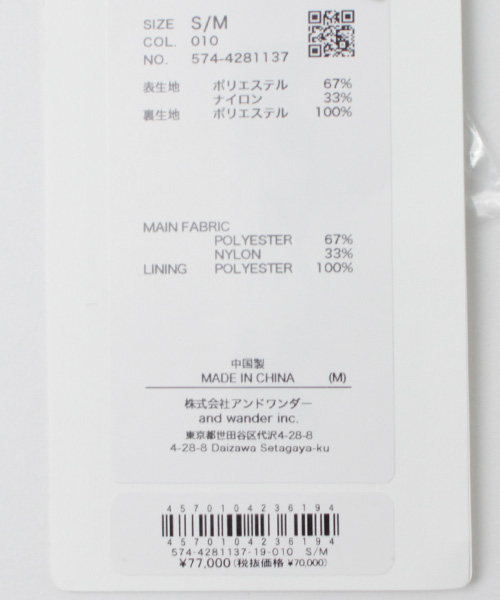 SIZE S/M
COL. 010
NO. 574-4281137
表生地 ポリエステル 67%
ナイロン 33%
裏生地 ポリエステル 100%
MAIN FABRIC
POLYESTER 67%
NYLON 33%
LINING POLYESTER 100%
中国製
MADE IN CHINA (M)
株式会社アンドワンダー
and wander inc.
東京都世田谷区代沢4-28-8
4-28-8 Daizawa Setagaya-ku
4570104236194
4570104236194
574-4281137-19-010 S/M
¥77,000(税抜価格 ¥70,000)